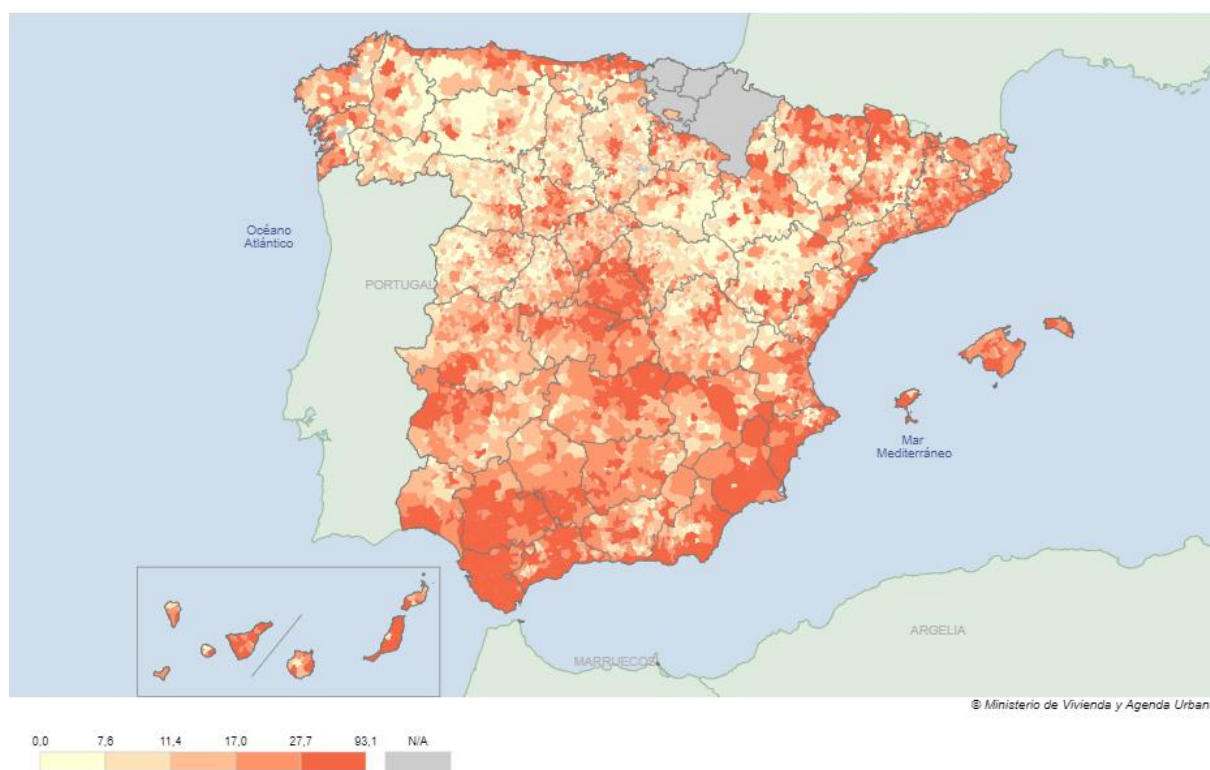 Océano
Atlántico
PORTUGAL
Mar
Mediterráneo
ARGELIA
MARRUECOS
© Ministerio de Vivienda y Agenda Urban
0,0 7,6 11,4 17,0 27,7 93,1 N/A